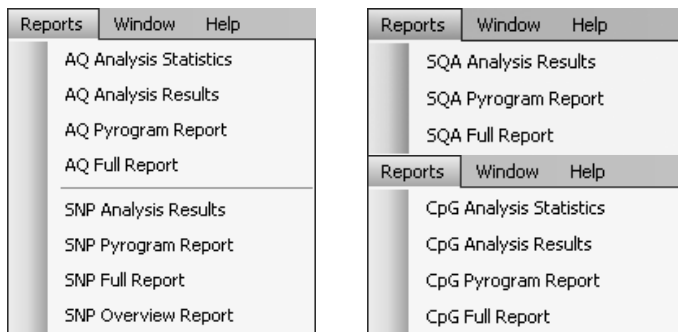 Reports Window Help
AQ Analysis Statistics
AQ Analysis Results
AQ Pyrogram Report
AQ Full Report
SNP Analysis Results
SNP Pyrogram Report
SNP Full Report
SNP Overview Report
Reports Window Help
SQA Analysis Results
SQA Pyrogram Report
SQA Full Report
Reports Window Help
CpG Analysis Statistics
CpG Analysis Results
CpG Pyrogram Report
CpG Full Report